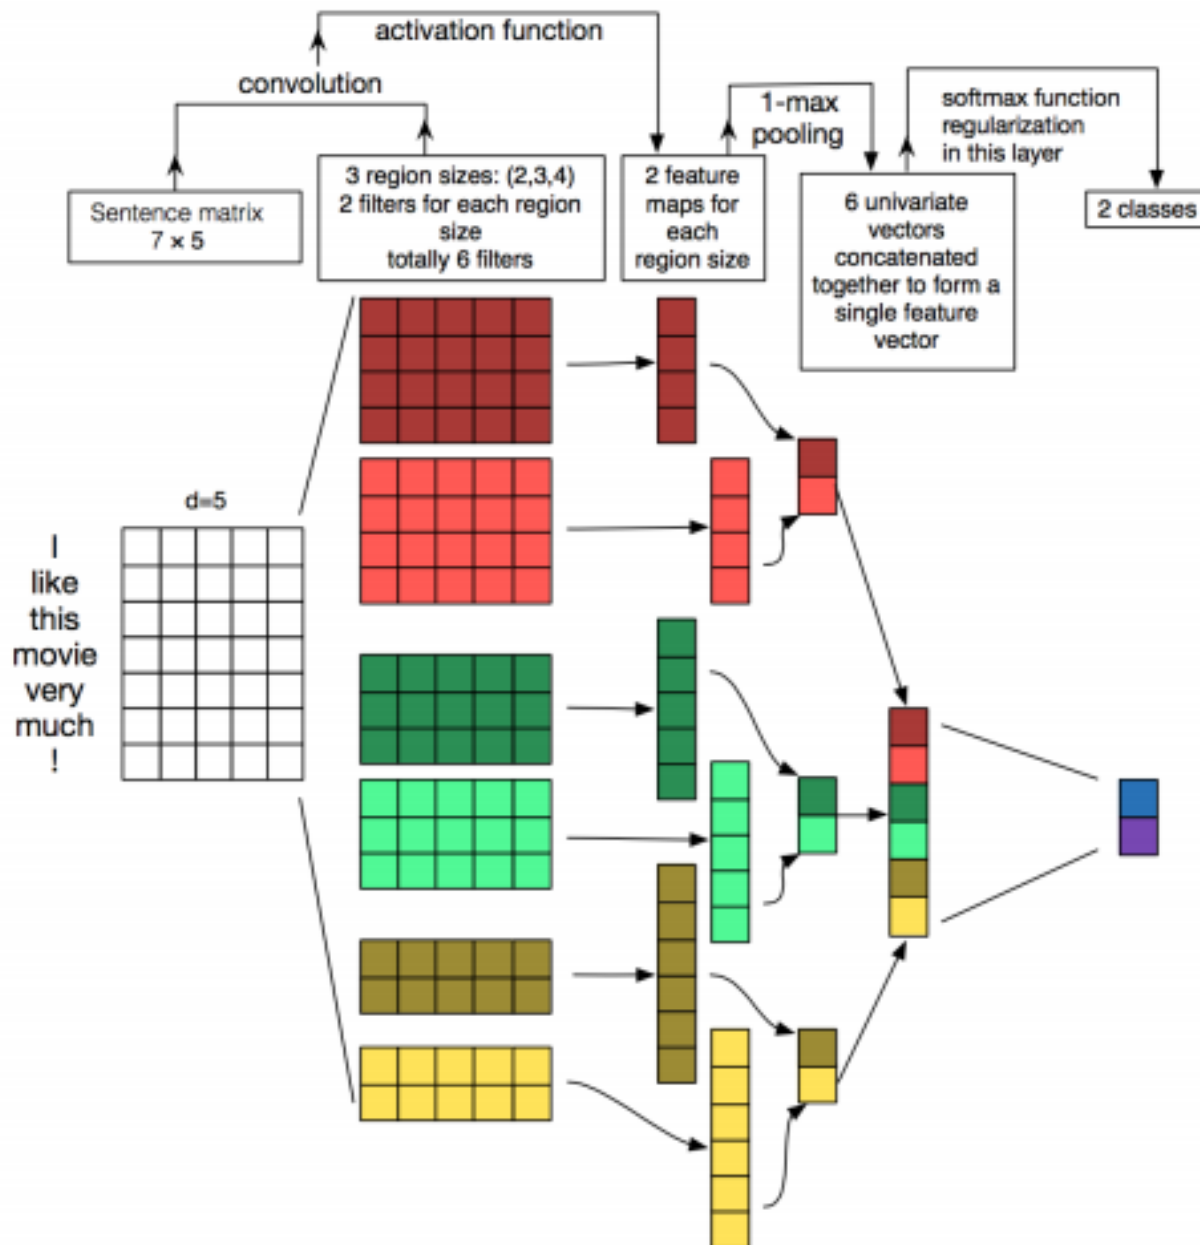 activation function
convolution
1-max
pooling
softmax function
regularization
in this layer
Sentence matrix
7 × 5
3 region sizes: (2,3,4)
2 filters for each region
size
totally 6 filters
2 feature
maps for
each
region size
6 univariate
vectors
concatenated
together to form a
single feature
vector
2 classes
d=5
I
like
this
movie
very
much
!